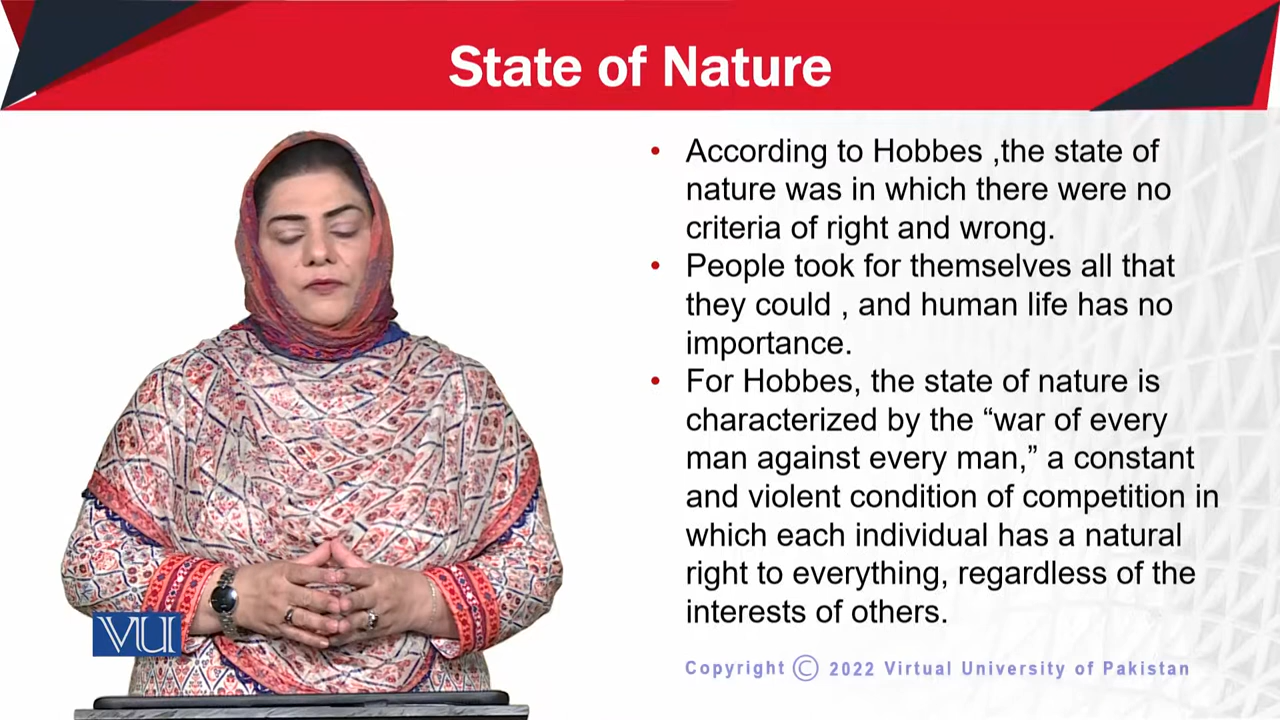 State of Nature
• According to Hobbes ,the state of
nature was in which there were no
criteria of right and wrong.
• People took for themselves all that
they could , and human life has no
importance.
• For Hobbes, the state of nature is
characterized by the “war of every
man against every man,” a constant
and violent condition of competition in
which each individual has a natural
right to everything, regardless of the
interests of others.
VU
Copyright © 2022 Virtual University of Pakistan